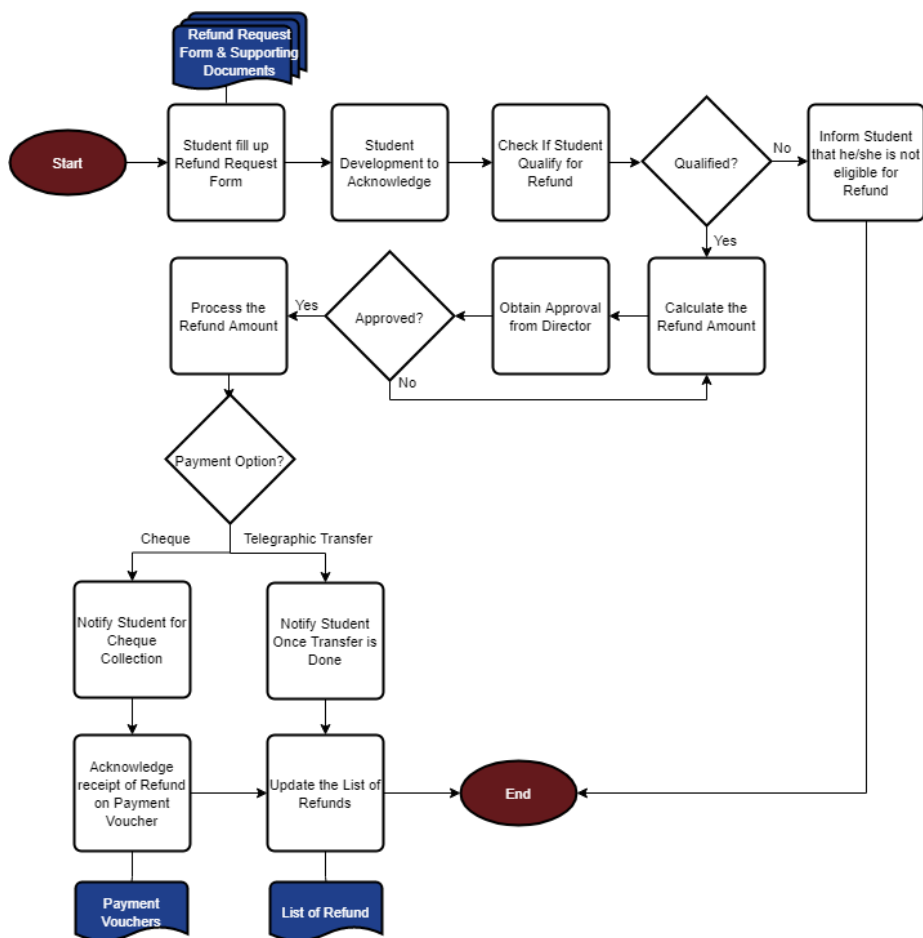 Refund Request
Form & Supporting
Documents
Start
Student fill up
Refund Request
Form
Student
Development to
Acknowledge
Check If Student
Qualify for
Refund
Qualified?
No
Inform Student
that he/she is not
eligible for
Refund
Yes
Calculate the
Refund Amount
Obtain Approval
from Director
Approved?
Yes
No
Process the
Refund Amount
Payment Option?
Cheque
Telegraphic Transfer
Notify Student for
Cheque
Collection
Notify Student
Once Transfer is
Done
Acknowledge
receipt of Refund
on Payment
Voucher
Update the List of
Refunds
End
Payment
Vouchers
List of Refund